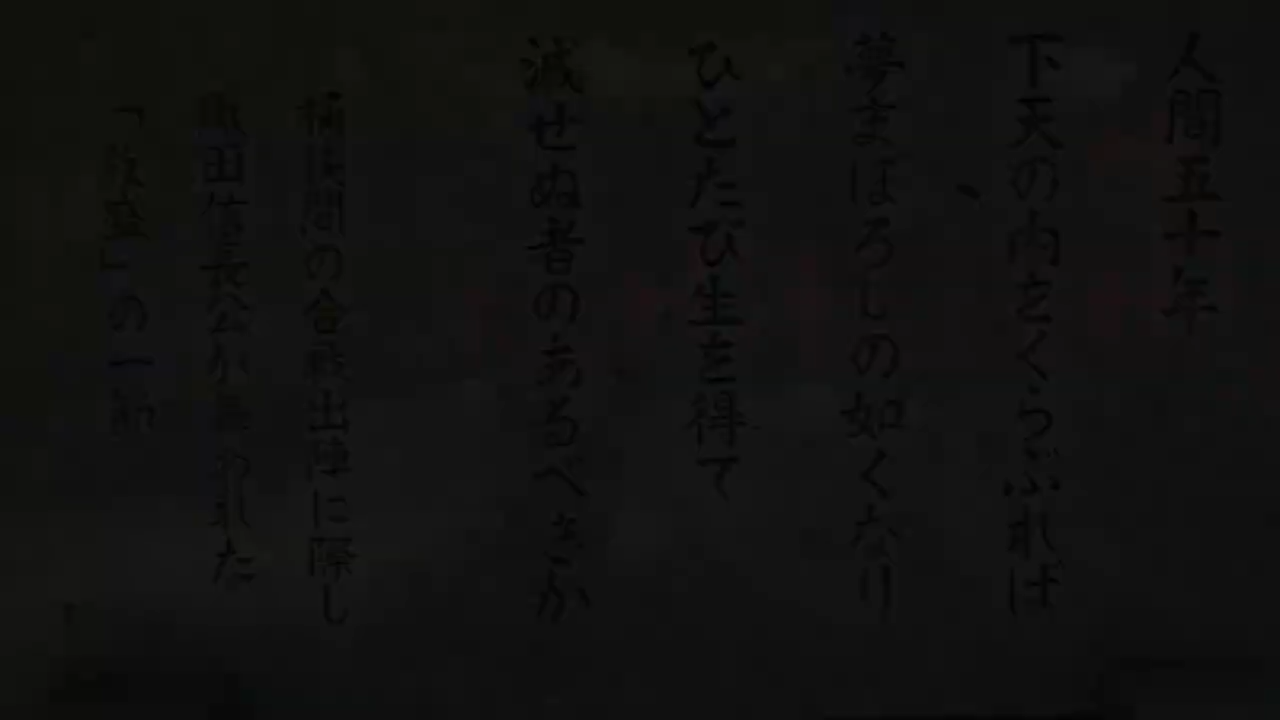 人間五十年
下天の内をくらぶれば
夢まぼろしの如くなり
ひとたび生を得て
滅せぬ者のあるべきか
桶狭間の合戦出陣に際し
織田信長公が舞われた
「敦盛」の一節